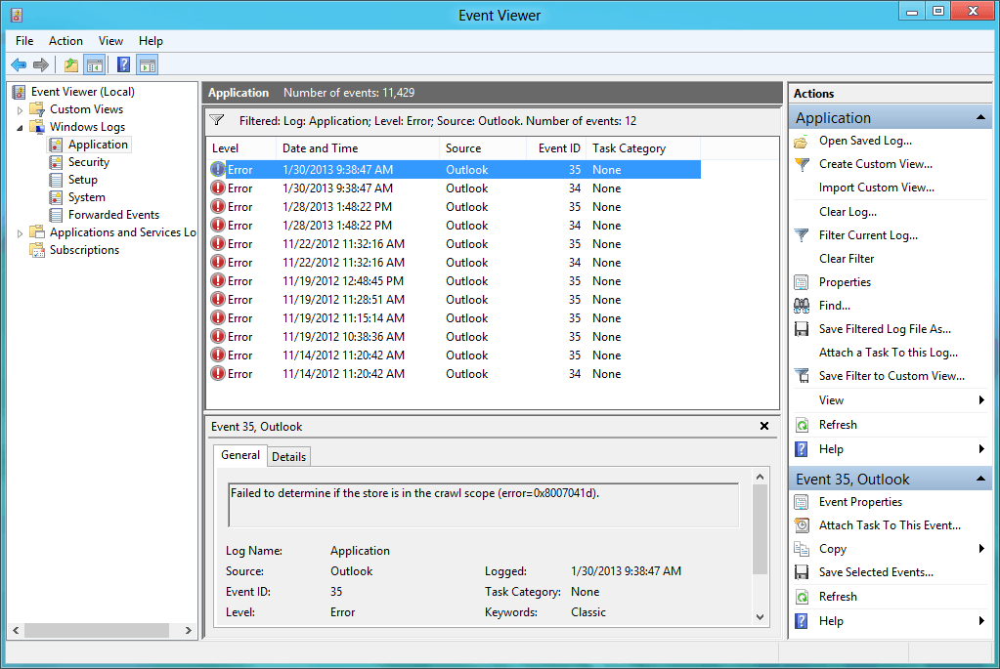 Event Viewer
File Action View Help
Event Viewer (Local)
Custom Views
Windows Logs
Application
Security
Setup
System
Forwarded Events
Applications and Services Lo
Subscriptions
Application Number of events: 11,429
Filtered: Log: Application; Level: Error; Source: Outlook. Number of events: 12
Level Date and Time Source Event ID Task Category
Error 1/30/2013 9:38:47 AM Outlook 35 None
Error 1/30/2013 9:38:47 AM Outlook 34 None
Error 1/28/2013 1:48:22 PM Outlook 35 None
Error 1/28/2013 1:48:22 PM Outlook 34 None
Error 11/22/2012 11:32:16 AM Outlook 35 None
Error 11/22/2012 11:32:16 AM Outlook 34 None
Error 11/19/2012 12:48:45 PM Outlook 35 None
Error 11/19/2012 11:28:51 AM Outlook 35 None
Error 11/19/2012 11:15:14 AM Outlook 35 None
Error 11/19/2012 10:38:36 AM Outlook 35 None
Error 11/14/2012 11:20:42 AM Outlook 35 None
Error 11/14/2012 11:20:42 AM Outlook 34 None
Event 35, Outlook
General Details
Failed to determine if the store is in the crawl scope (error=0x8007041d).
Log Name: Application
Source: Outlook Logged: 1/30/2013 9:38:47 AM
Event ID: 35 Task Category: None
Level: Error Keywords: Classic
Actions
Application
Open Saved Log...
Create Custom View...
Import Custom View...
Clear Log...
Filter Current Log...
Clear Filter
Properties
Find...
Save Filtered Log File As...
Attach a Task To this Log...
Save Filter to Custom View...
View
Refresh
Help
Event 35, Outlook
Event Properties
Attach Task To This Event...
Copy
Save Selected Events...
Refresh
Help